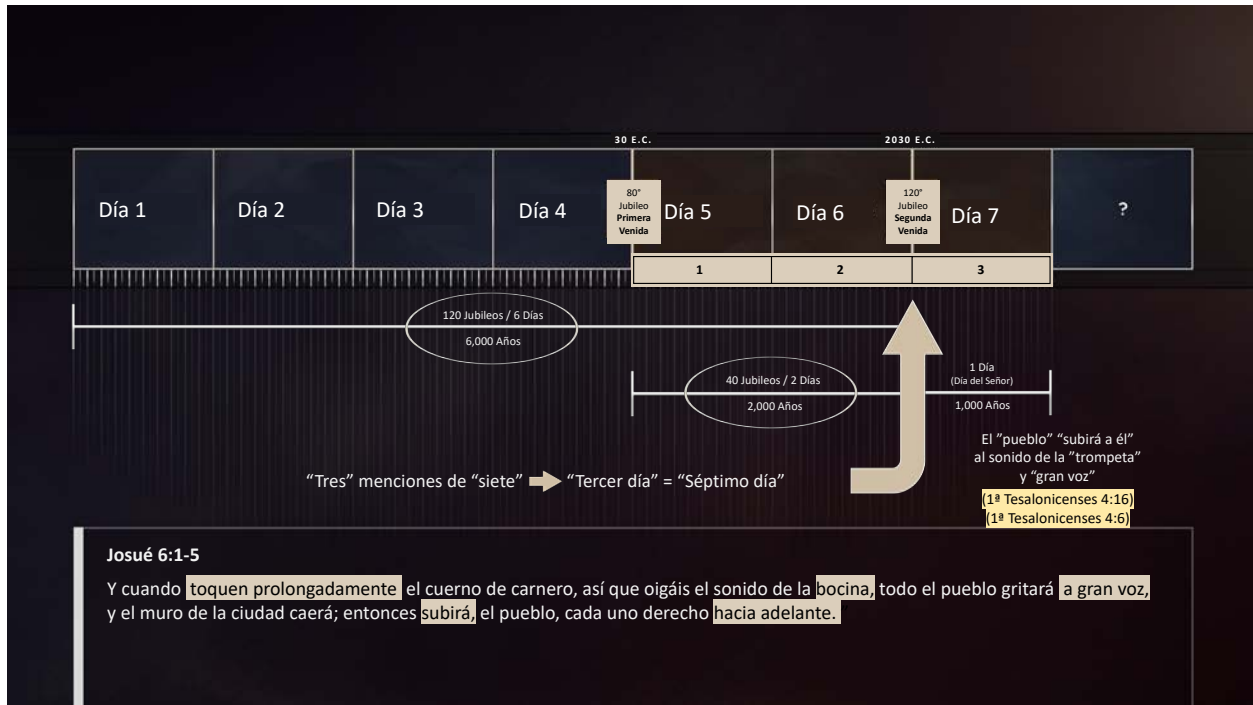 30 E.C.
2030 E.C.
Día 1
Día 2
Día 3
Día 4
80°
Jubileo
Primera
Venida
Día 5
Día 6
120°
Jubileo
Segunda
Venida
Día 7
?
1
2
3
120 Jubileos / 6 Días
6,000 Años
40 Jubileos / 2 Días
2,000 Años
1 Día
(Día del Señor)
1,000 Años
El ”pueblo” “subirá a él”
al sonido de la ”trompeta”
y “gran voz”
(1ª Tesalonicenses 4:16)
(1ª Tesalonicenses 4:6)
“Tres” menciones de “siete” “Tercer día” = “Séptimo día”
Josué 6:1-5
Y cuando toquen prolongadamente el cuerno de carnero, así que oigáis el sonido de la bocina, todo el pueblo gritará a gran voz,
y el muro de la ciudad caerá; entonces subirá, el pueblo, cada uno derecho hacia adelante.”